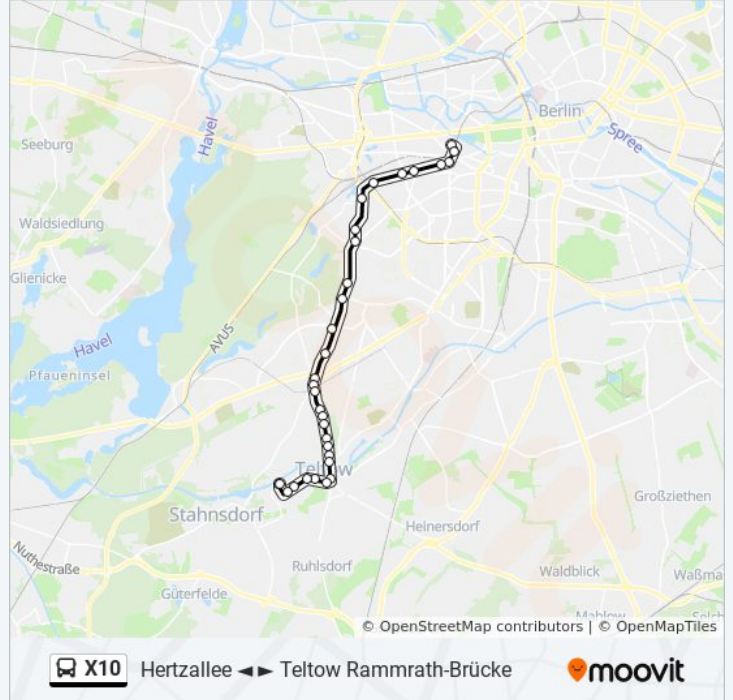 Berlin
Havel
Spree
Seeburg
Waldsiedlung
Glienicke
AVUS
Havel
Pfaueninsel
Teltow
Großziethen
Stahnsdorf
Heinersdorf
Nuthestraße
Ruhlsdorf
Waldblick
Waßma
Güterfelde
Mahlow
© OpenStreetMap contributors | © OpenMapTiles
X10 Hertzallee ◄► Teltow Rammrath-Brücke
moovit